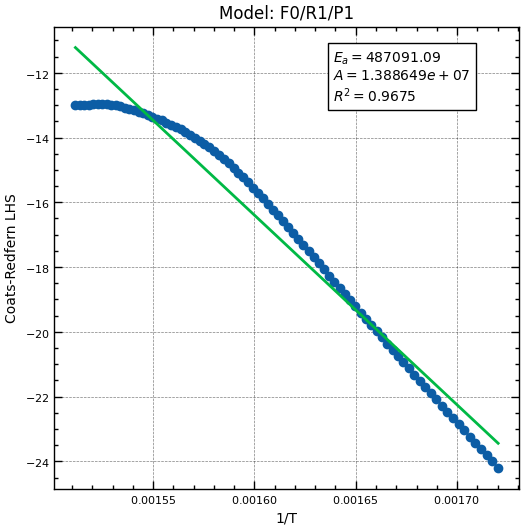 Model: F0/R1/P1
E_a = 487091.09
A = 1.388649e + 07
R² = 0.9675
−12
−14
−16
−18
−20
−22
−24
Coats-Redfern LHS
0.00155 0.00160 0.00165 0.00170
1/T